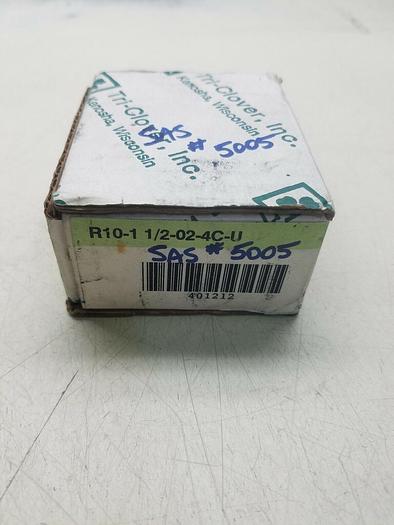 Tri-Clover, Inc.
Kenosha, Wisconsin
Tri-Clover, Inc.
Kenosha, Wisconsin
# 5005
R10-1 1/2-02-4C-U
SAS # 5005
401212